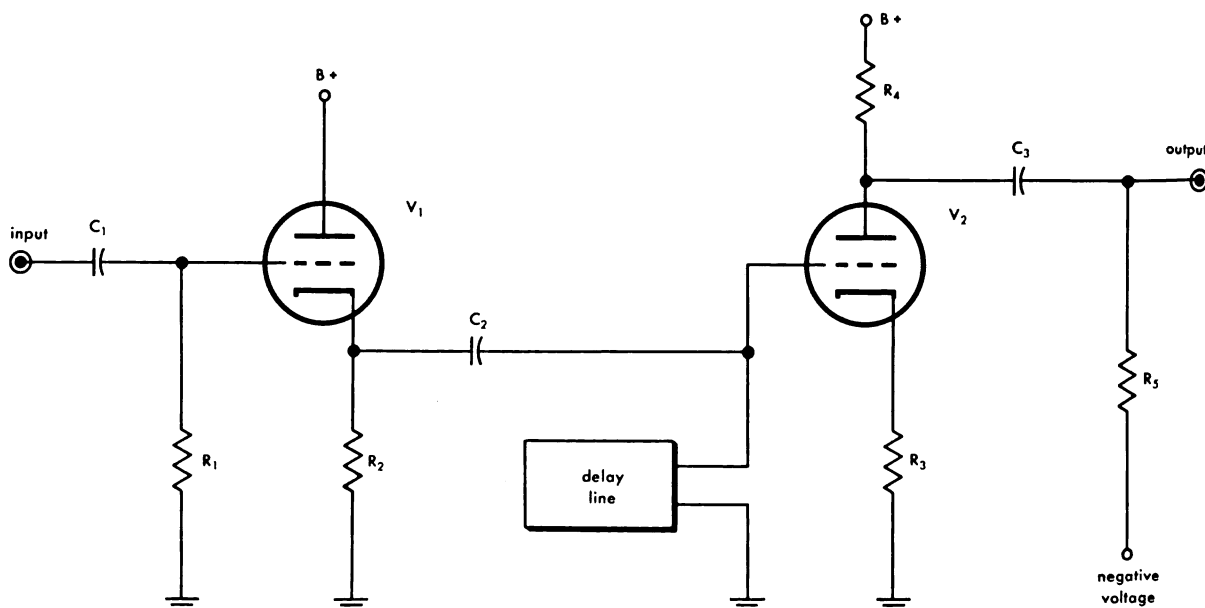 B +
R₄
B +
C₃
output
V₁
V₂
input
C₁
C₂
R₅
R₁
R₂
delay
line
R₃
negative
voltage